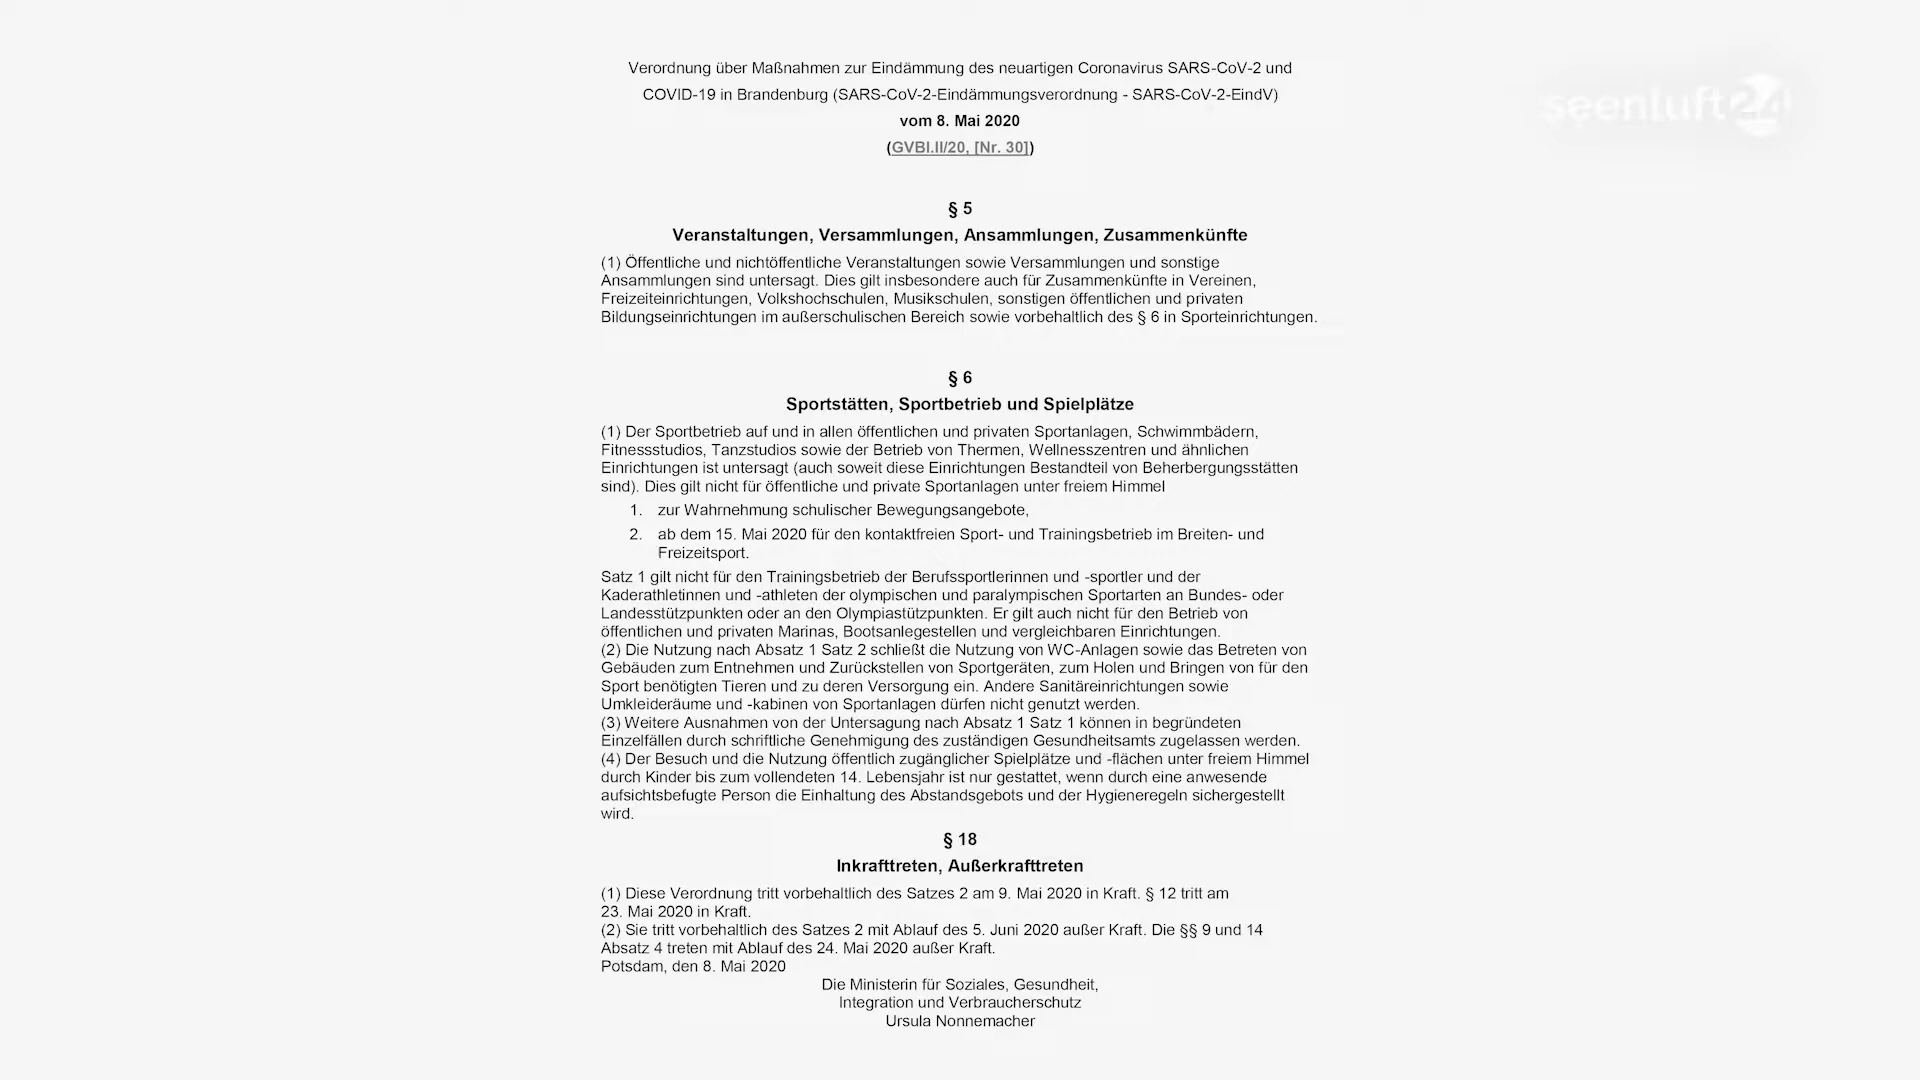 Verordnung über Maßnahmen zur Eindämmung des neuartigen Coronavirus SARS-CoV-2 und
COVID-19 in Brandenburg (SARS-CoV-2-Eindämmungsverordnung - SARS-CoV-2-EindV)
vom 8. Mai 2020
(GVBl.II/20, [Nr. 30])
seenluft24
§ 5
Veranstaltungen, Versammlungen, Ansammlungen, Zusammenkünfte
(1) Öffentliche und nichtöffentliche Veranstaltungen sowie Versammlungen und sonstige
Ansammlungen sind untersagt. Dies gilt insbesondere auch für Zusammenkünfte in Vereinen,
Freizeiteinrichtungen, Volkshochschulen, Musikschulen, sonstigen öffentlichen und privaten
Bildungseinrichtungen im außerschulischen Bereich sowie vorbehaltlich des § 6 in Sporteinrichtungen.
§ 6
Sportstätten, Sportbetrieb und Spielplätze
(1) Der Sportbetrieb auf und in allen öffentlichen und privaten Sportanlagen, Schwimmbädern,
Fitnessstudios, Tanzstudios sowie der Betrieb von Thermen, Wellnesszentren und ähnlichen
Einrichtungen ist untersagt (auch soweit diese Einrichtungen Bestandteil von Beherbergungsstätten
sind). Dies gilt nicht für öffentliche und private Sportanlagen unter freiem Himmel
1. zur Wahrnehmung schulischer Bewegungsangebote,
2. ab dem 15. Mai 2020 für den kontaktfreien Sport- und Trainingsbetrieb im Breiten- und
Freizeitsport.
Satz 1 gilt nicht für den Trainingsbetrieb der Berufssportlerinnen und -sportler und der
Kaderathletinnen und -athleten der olympischen und paralympischen Sportarten an Bundes- oder
Landesstützpunkten oder an den Olympiastützpunkten. Er gilt auch nicht für den Betrieb von
öffentlichen und privaten Marinas, Bootsanlegestellen und vergleichbaren Einrichtungen.
(2) Die Nutzung nach Absatz 1 Satz 2 schließt die Nutzung von WC-Anlagen sowie das Betreten von
Gebäuden zum Entnehmen und Zurückstellen von Sportgeräten, zum Holen und Bringen von für den
Sport benötigten Tieren und zu deren Versorgung ein. Andere Sanitäreinrichtungen sowie
Umkleideräume und -kabinen von Sportanlagen dürfen nicht genutzt werden.
(3) Weitere Ausnahmen von der Untersagung nach Absatz 1 Satz 1 können in begründeten
Einzelfällen durch schriftliche Genehmigung des zuständigen Gesundheitsamts zugelassen werden.
(4) Der Besuch und die Nutzung öffentlich zugänglicher Spielplätze und -flächen unter freiem Himmel
durch Kinder bis zum vollendeten 14. Lebensjahr ist nur gestattet, wenn durch eine anwesende
aufsichtsbefugte Person die Einhaltung des Abstandsgebots und der Hygieneregeln sichergestellt
wird.
§ 18
Inkrafttreten, Außerkrafttreten
(1) Diese Verordnung tritt vorbehaltlich des Satzes 2 am 9. Mai 2020 in Kraft. § 12 tritt am
23. Mai 2020 in Kraft.
(2) Sie tritt vorbehaltlich des Satzes 2 mit Ablauf des 5. Juni 2020 außer Kraft. Die §§ 9 und 14
Absatz 4 treten mit Ablauf des 24. Mai 2020 außer Kraft.
Potsdam, den 8. Mai 2020
Die Ministerin für Soziales, Gesundheit,
Integration und Verbraucherschutz
Ursula Nonnemacher